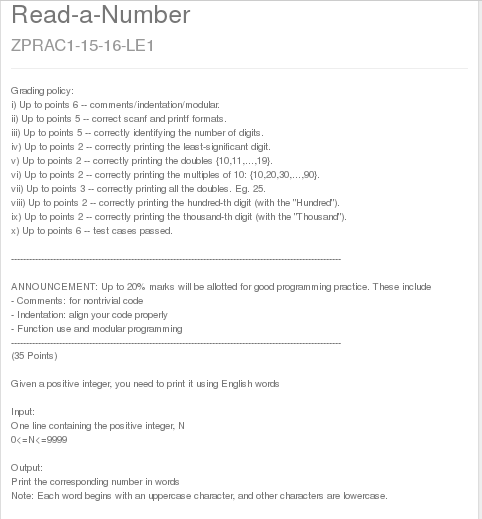 Read-a-Number
ZPRAC1-15-16-LE1
Grading policy:
i) Up to points 6 -- comments/indentation/modular.
ii) Up to points 5 -- correct scanf and printf formats.
iii) Up to points 5 -- correctly identifying the number of digits.
iv) Up to points 2 -- correctly printing the least-significant digit.
v) Up to points 2 -- correctly printing the doubles {10,11,...,19}.
vi) Up to points 2 -- correctly printing the multiples of 10: {10,20,30,...,90}.
vii) Up to points 3 -- correctly printing all the doubles. Eg. 25.
viii) Up to points 2 -- correctly printing the hundred-th digit (with the "Hundred").
ix) Up to points 2 -- correctly printing the thousand-th digit (with the "Thousand").
x) Up to points 6 -- test cases passed.
--------------------------------------------------------------------------------------------------------------
ANNOUNCEMENT: Up to 20% marks will be allotted for good programming practice. These include
- Comments: for nontrivial code
- Indentation: align your code properly
- Function use and modular programming
--------------------------------------------------------------------------------------------------------------
(35 Points)
Given a positive integer, you need to print it using English words
Input:
One line containing the positive integer, N
0<=N<=9999
Output:
Print the corresponding number in words
Note: Each word begins with an uppercase character, and other characters are lowercase.